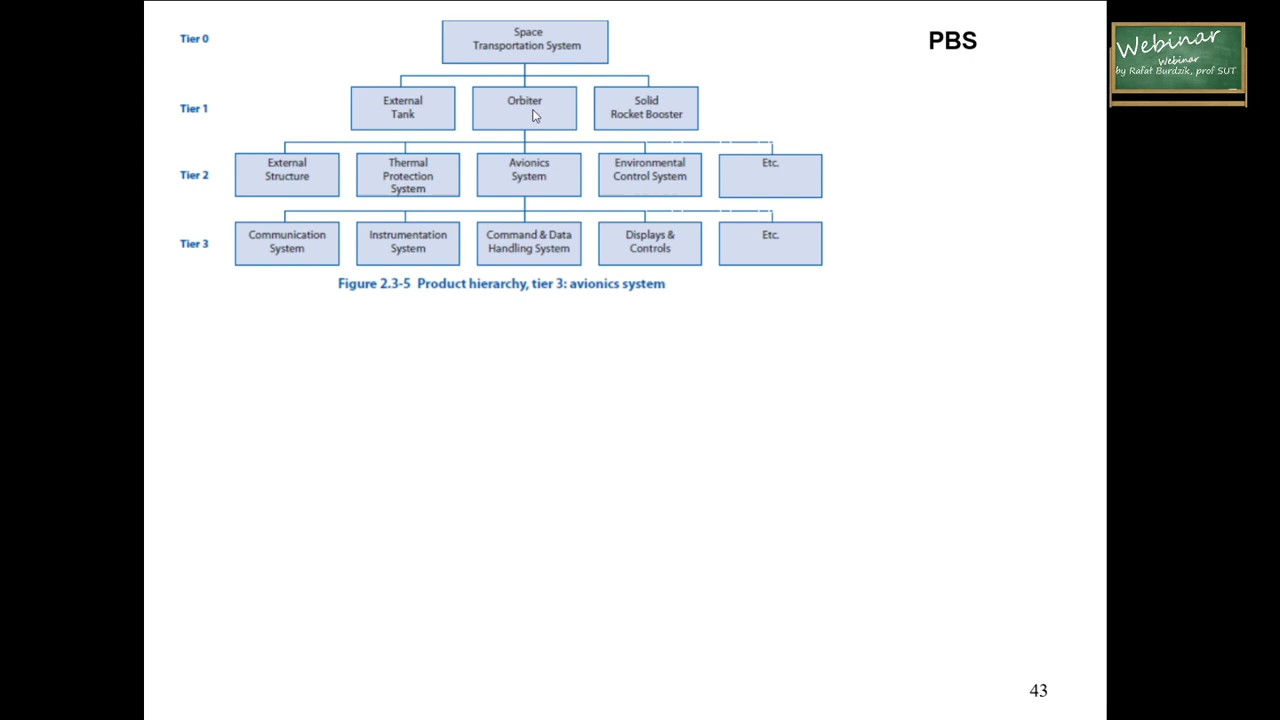 PBS
Tier 0
Space
Transportation System
Tier 1
External
Tank
Orbiter
Solid
Rocket Booster
Tier 2
External
Structure
Thermal
Protection
System
Avionics
System
Environmental
Control System
Etc.
Tier 3
Communication
System
Instrumentation
System
Command & Data
Handling System
Displays &
Controls
Etc.
Figure 2.3-5 Product hierarchy, tier 3: avionics system
43
Webinar
Webinar
by Rafał Burdzik, prof SUT